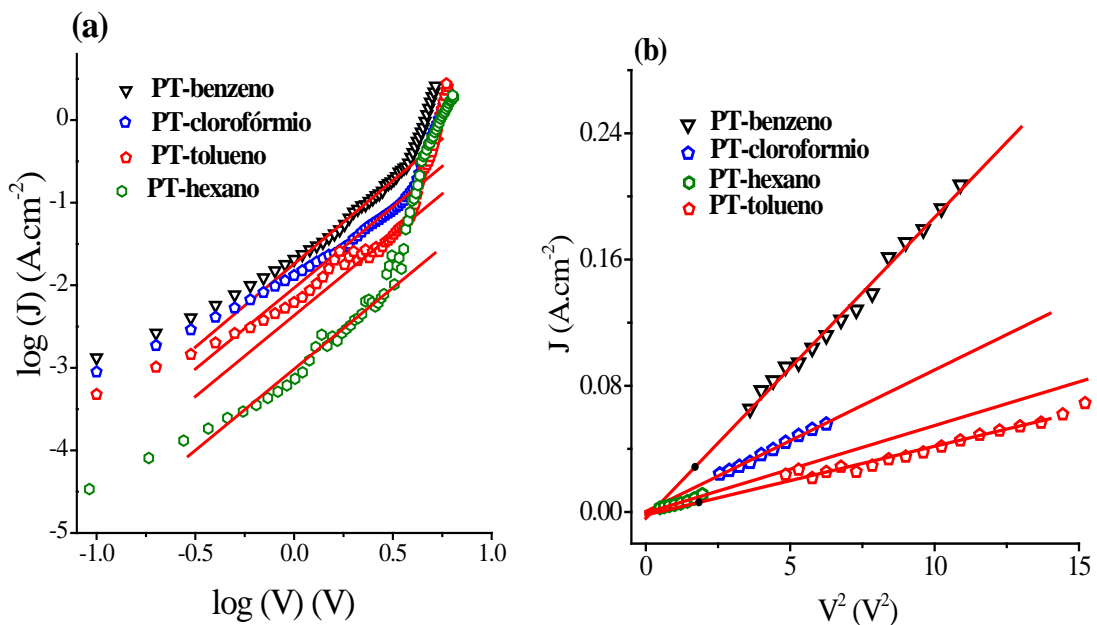 (a)
PT-benzeno
PT-clorofórmio
PT-tolueno
PT-hexano
log (J) (A.cm⁻²)
0
-1
-2
-3
-4
-5
-1.0
-0.5
0.0
0.5
1.0
log (V) (V)
(b)
PT-benzeno
PT-cloroformio
PT-hexano
PT-tolueno
J (A.cm⁻²)
0.24
0.16
0.08
0.00
0
5
10
15
V² (V²)